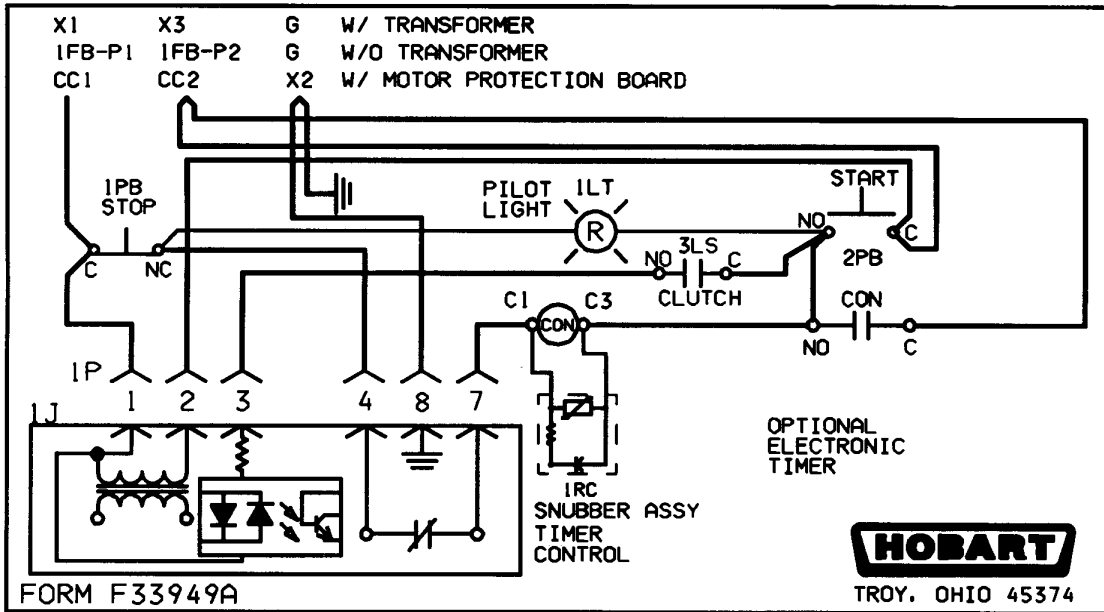 X1 X3 G W/ TRANSFORMER
1FB-P1 1FB-P2 G W/O TRANSFORMER
CC1 CC2 X2 W/ MOTOR PROTECTION BOARD
1PB
STOP
PILOT
LIGHT
1LT
R
START
NO
C
2PB
C
NC
NO
3LS
C
CLUTCH
C1
CON
C3
CON
NO
C
1P
1 2 3 4 8 7
1J
OPTIONAL
ELECTRONIC
TIMER
1RC
SNUBBER ASSY
TIMER
CONTROL
HOBART
FORM F33949A
TROY, OHIO 45374